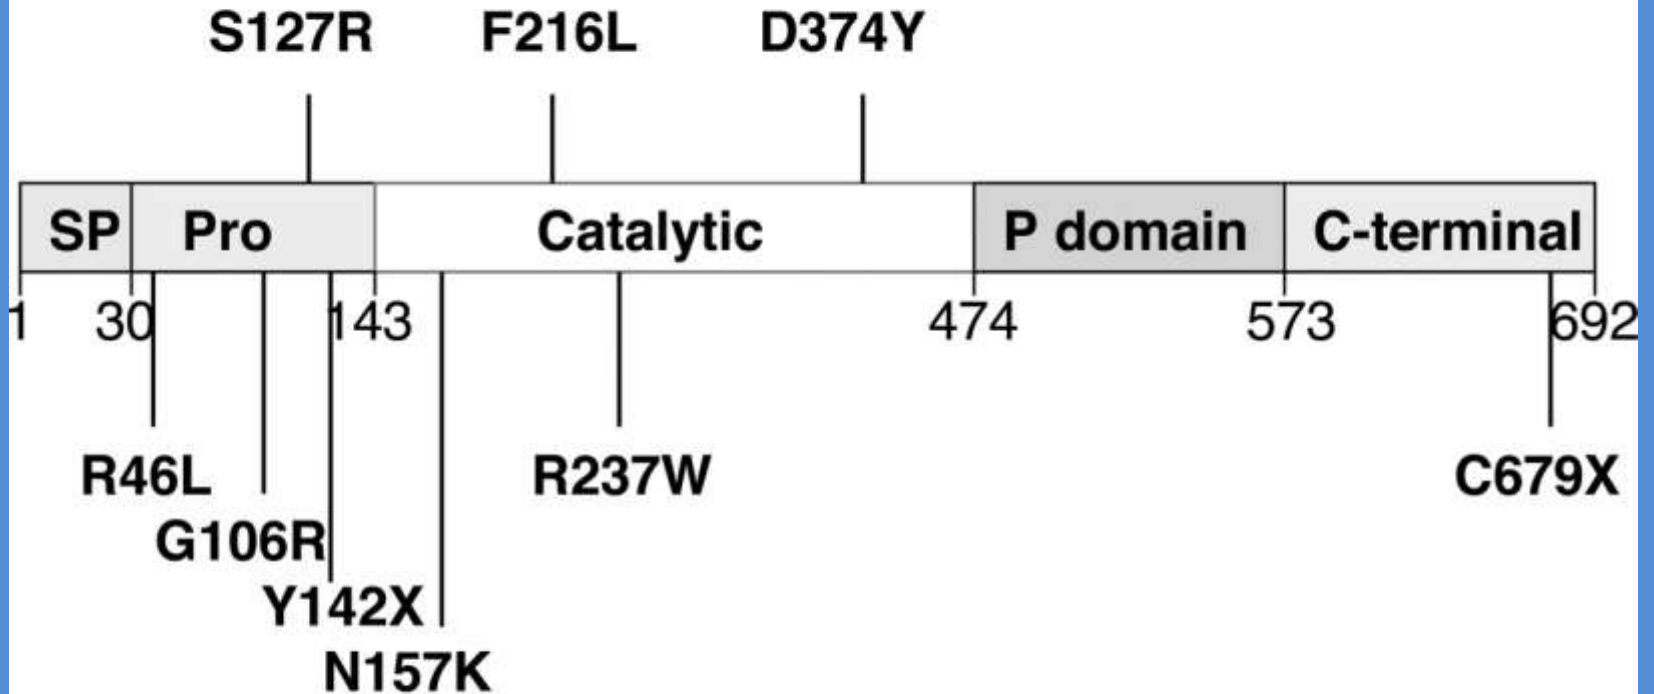 S127R F216L D374Y
SP Pro Catalytic P domain C-terminal
1 30 143 474 573 692
R46L R237W C679X
G106R
Y142X
N157K